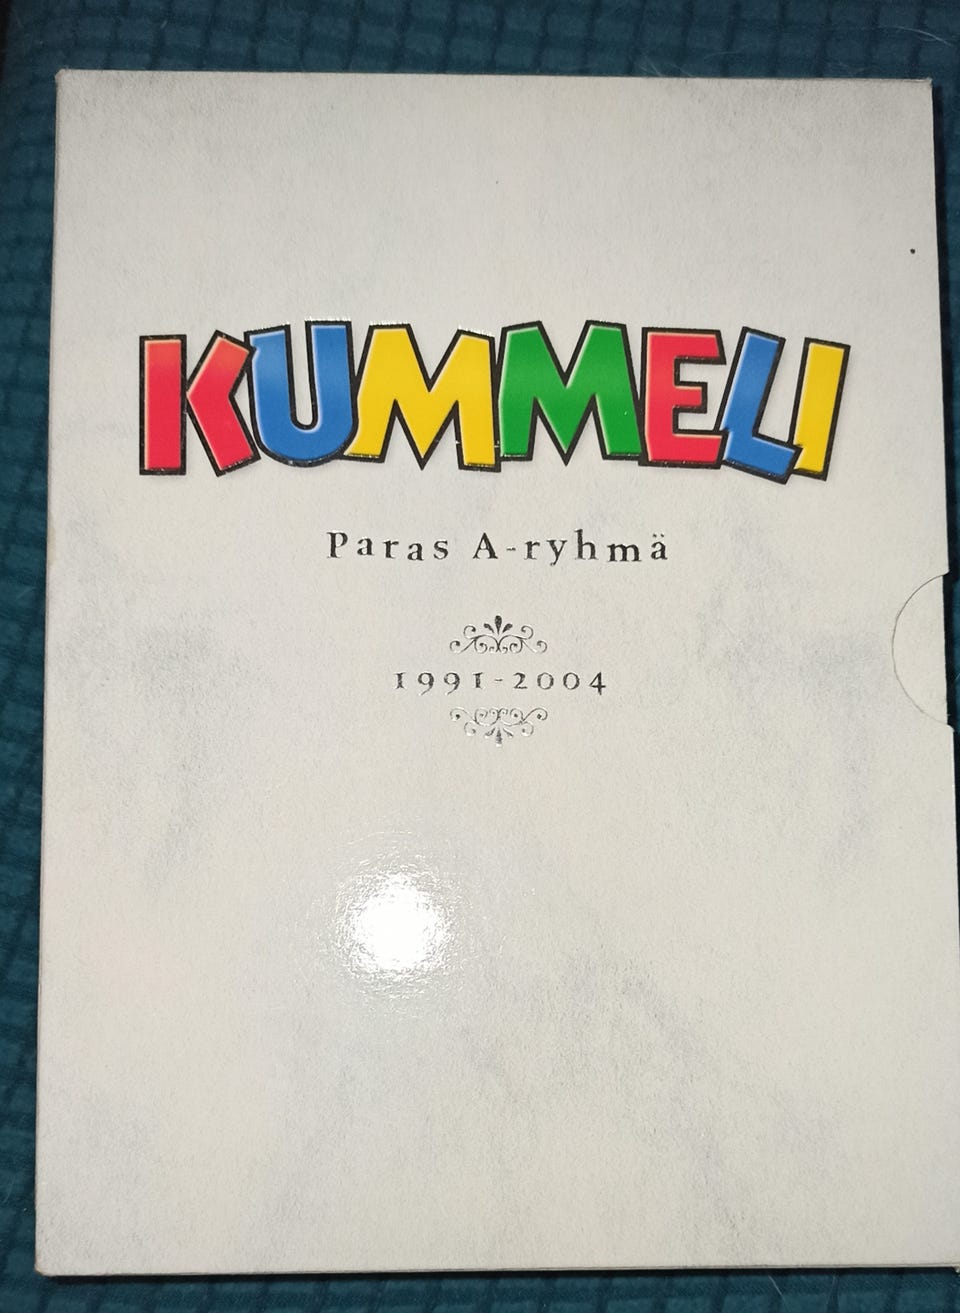 KUMMELI
Paras A-ryhmä
1991-2004